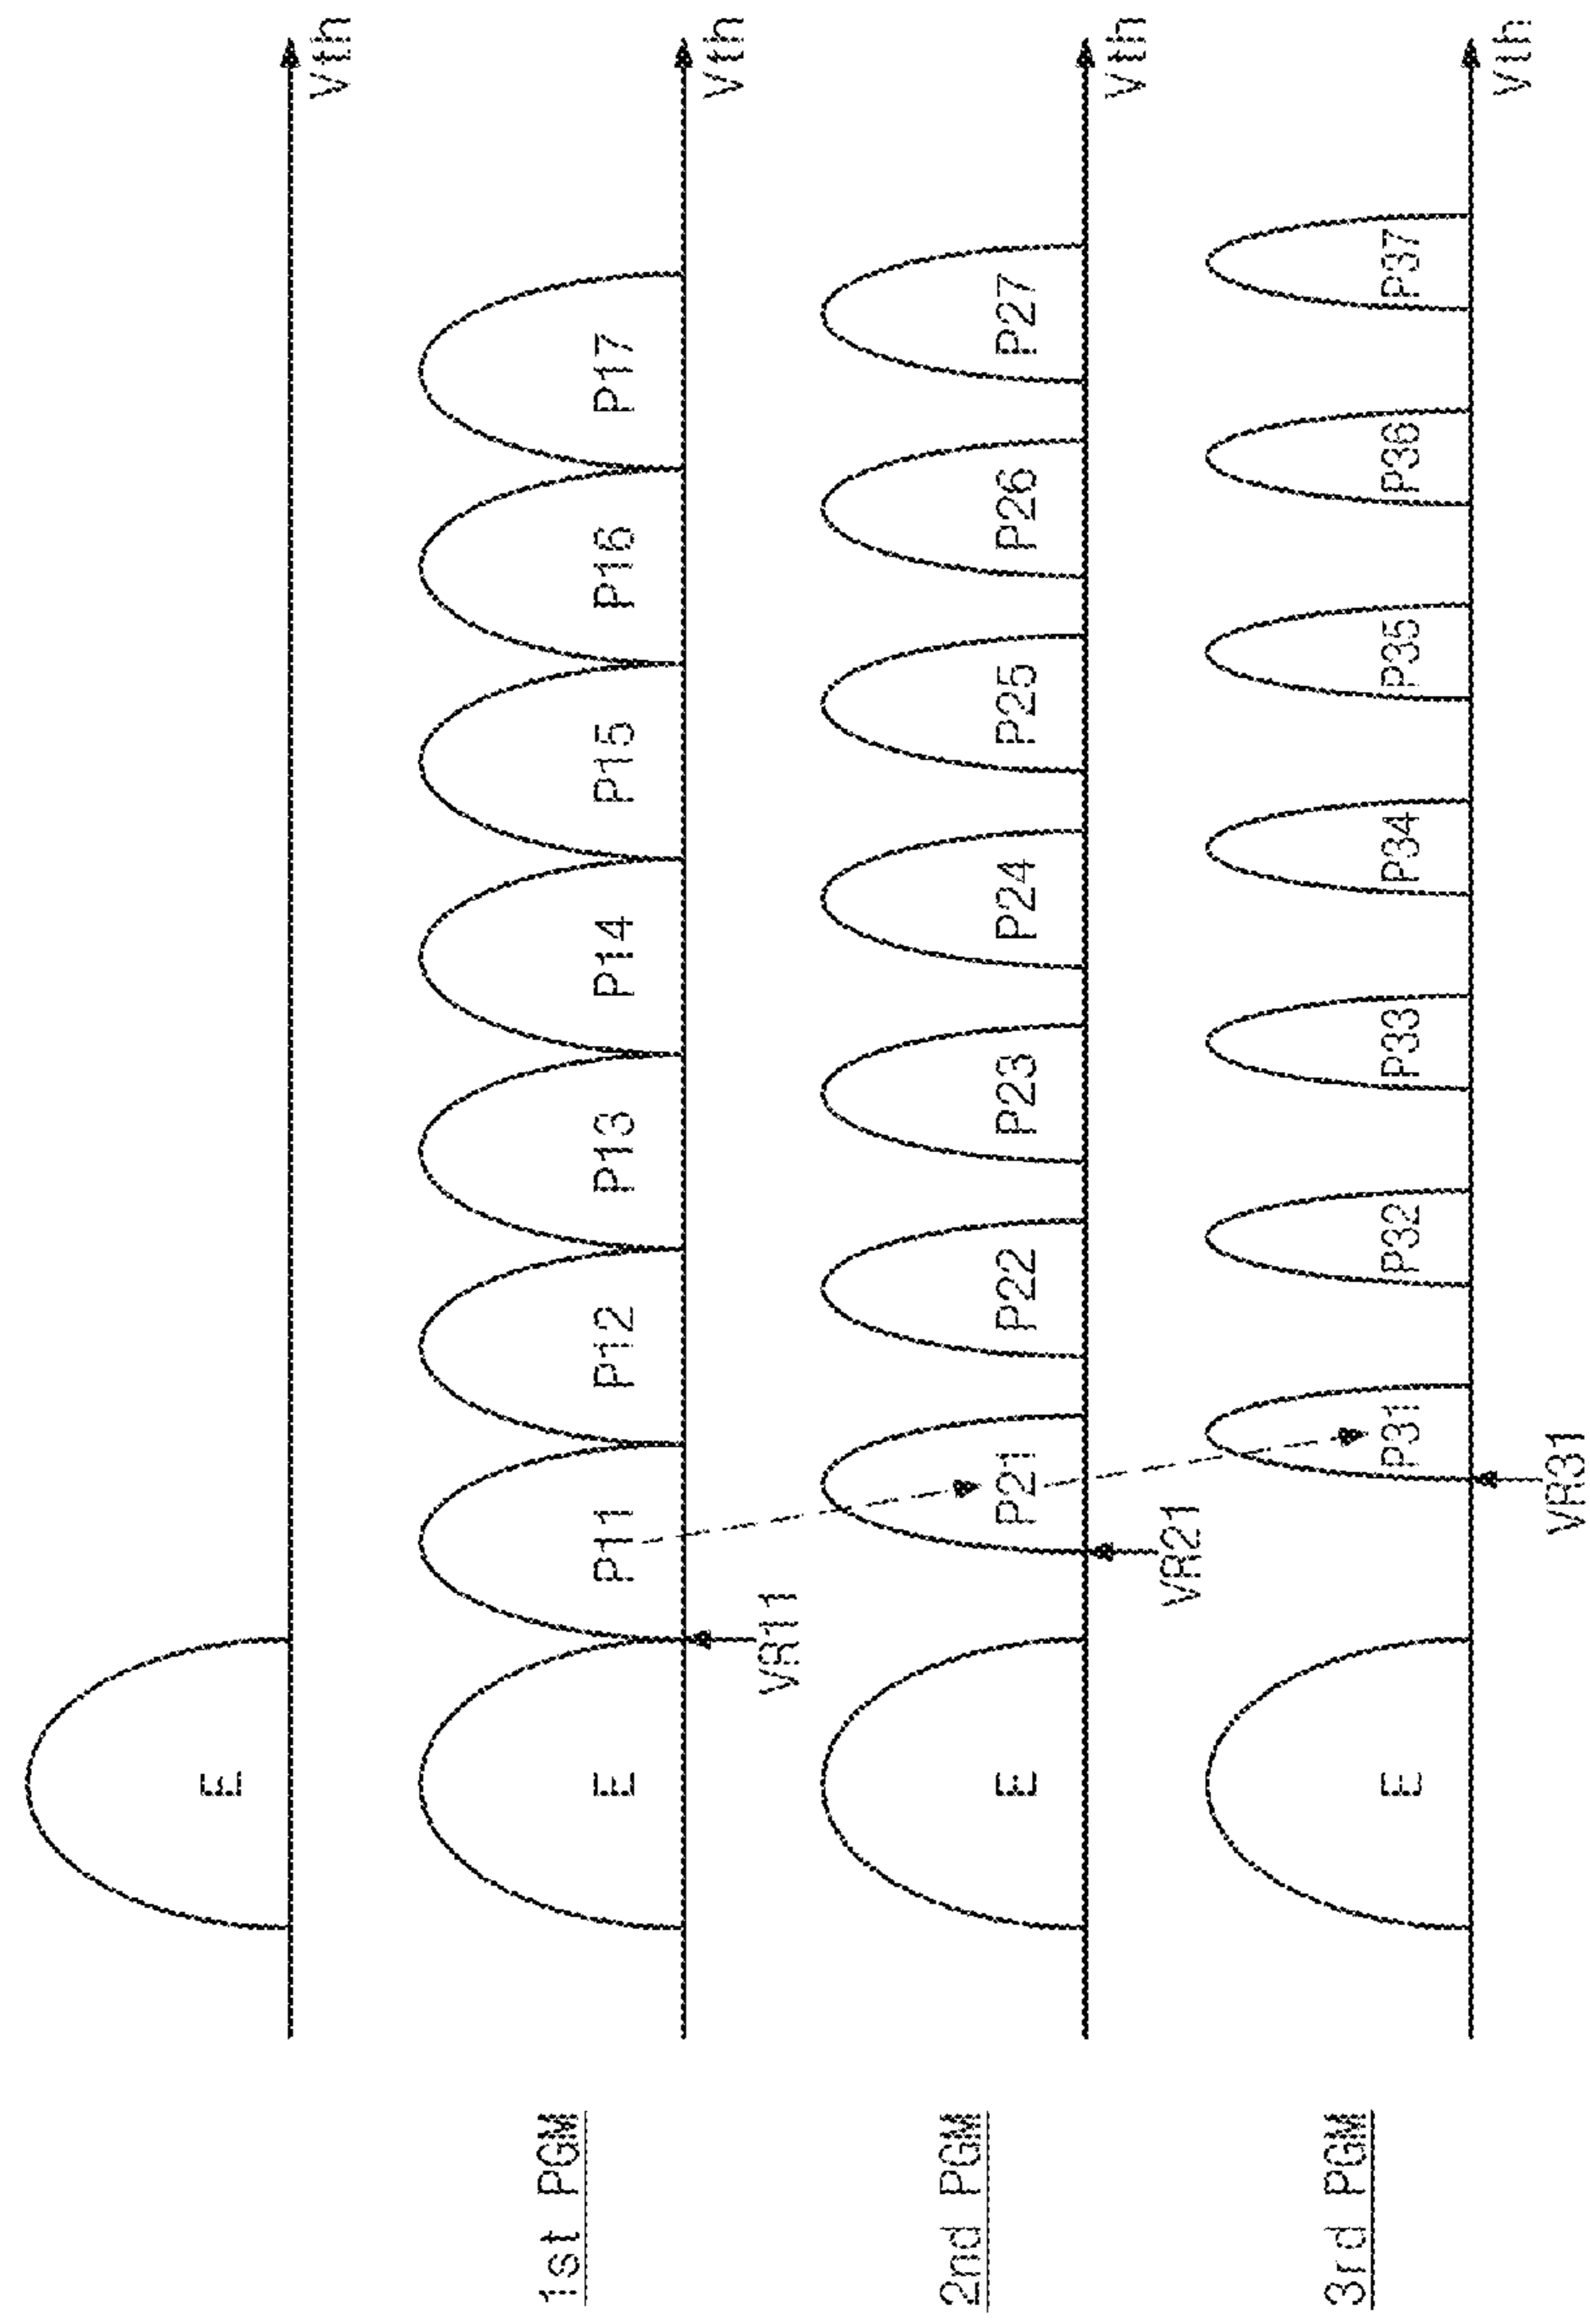 E
Vth
1st PGM
E P11 P12 P13 P14 P15 P16 P17
Vth
VR11
2nd PGM
E P21 P22 P23 P24 P25 P26 P27
Vth
VR21
3rd PGM
E P31 P32 P33 P34 P35 P36 P37
Vth
VR31